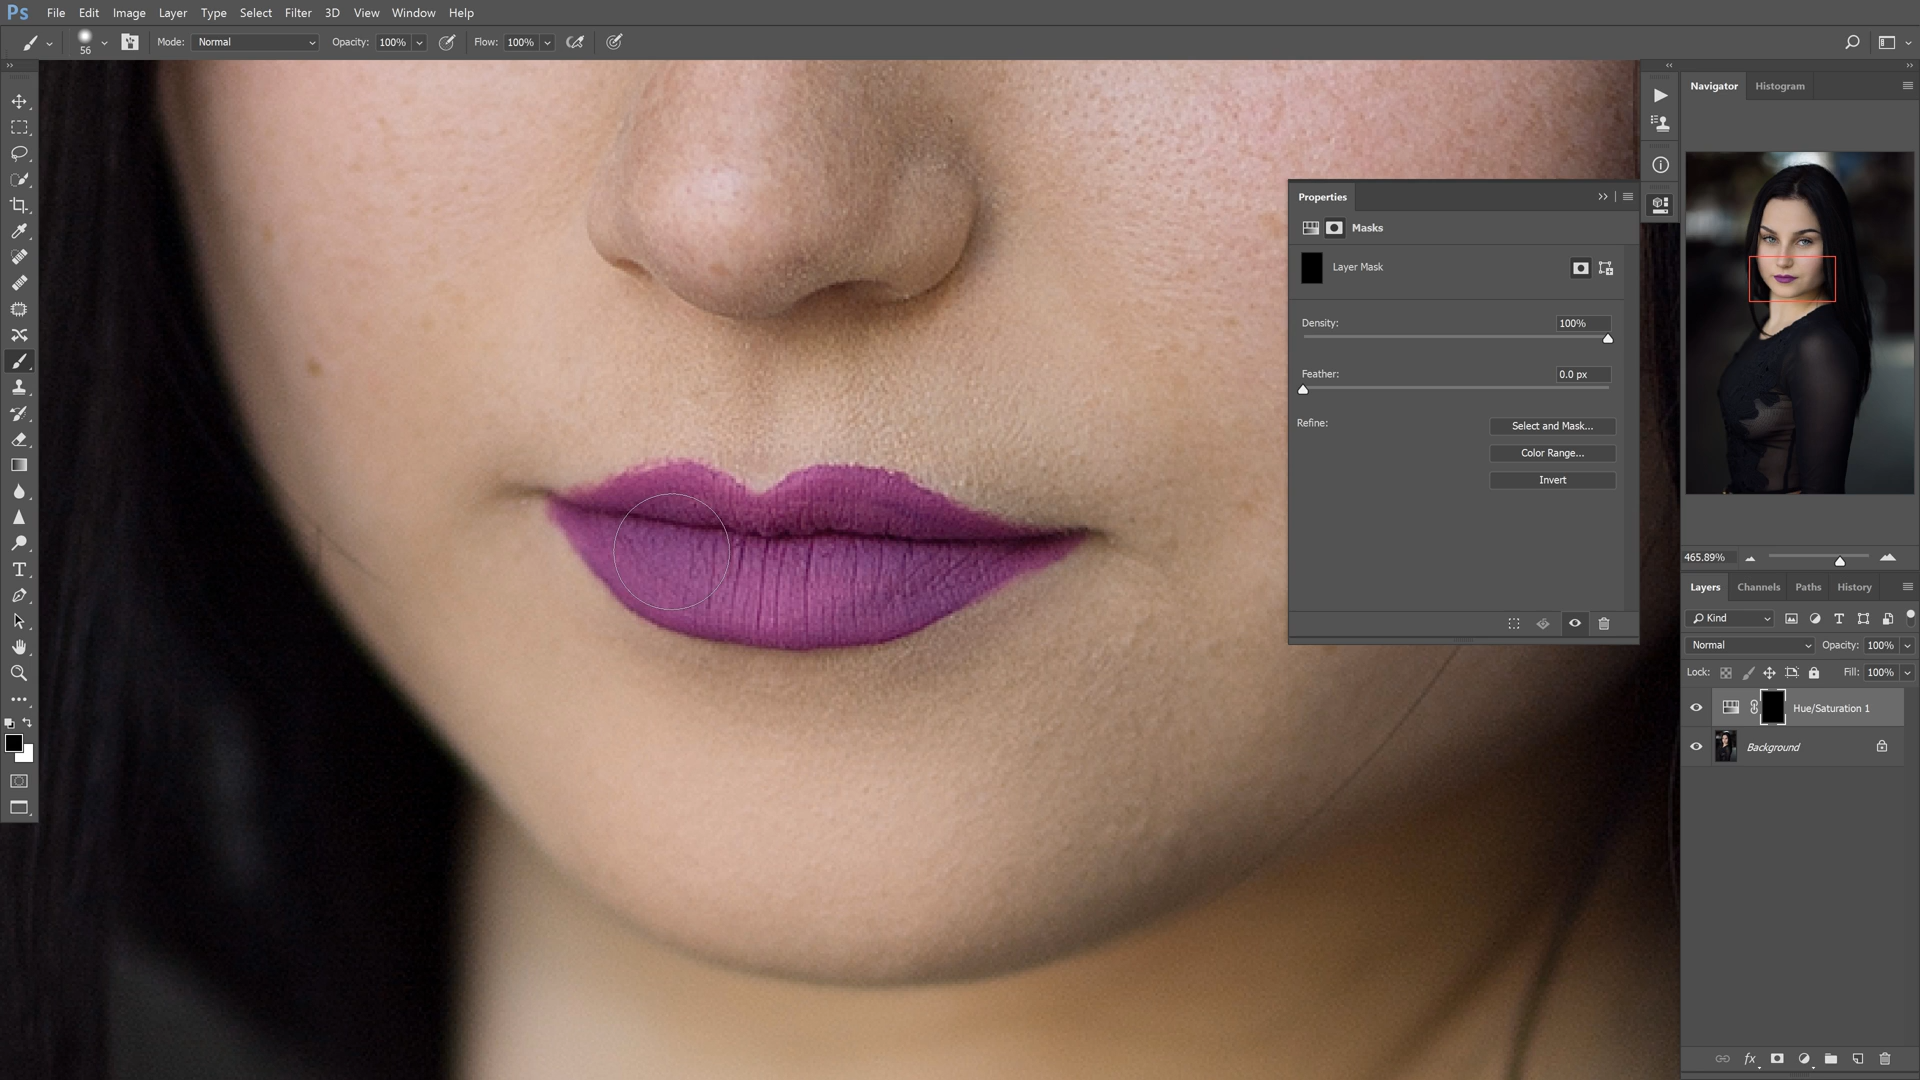 Ps File Edit Image Layer Type Select Filter 3D View Window Help
56 Mode: Normal Opacity: 100% Flow: 100%
Navigator Histogram
Properties
Masks
Layer Mask
Density: 100%
Feather: 0.0 px
Refine: Select and Mask...
Color Range...
Invert
465.89%
Layers Channels Paths History
Kind
Normal Opacity: 100%
Lock: Fill: 100%
Hue/Saturation 1
Background
fx